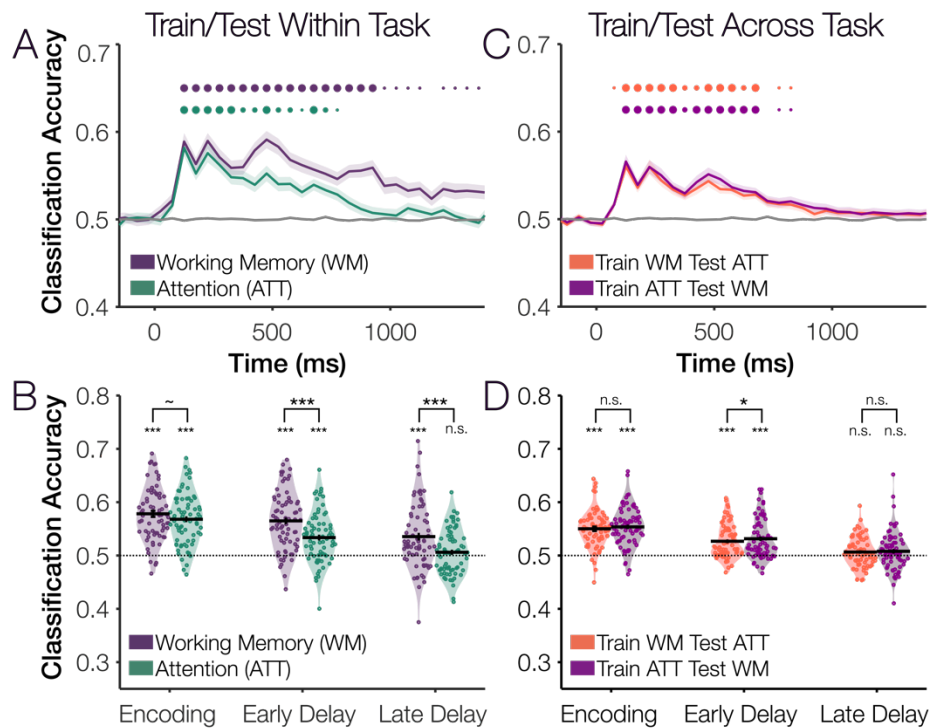 A
Train/Test Within Task
Classification Accuracy
0.7
0.6
0.5
0.4
Working Memory (WM)
Attention (ATT)
0
500
1000
Time (ms)
C
Train/Test Across Task
0.7
0.6
0.5
0.4
Train WM Test ATT
Train ATT Test WM
0
500
1000
Time (ms)
B
Classification Accuracy
0.8
0.7
0.6
0.5
0.4
0.3
~
*** ***
***
*** ***
***
*** n.s.
Working Memory (WM)
Attention (ATT)
Encoding Early Delay Late Delay
D
0.8
0.7
0.6
0.5
0.4
0.3
n.s.
*** ***
*
*** ***
n.s.
n.s. n.s.
Train WM Test ATT
Train ATT Test WM
Encoding Early Delay Late Delay